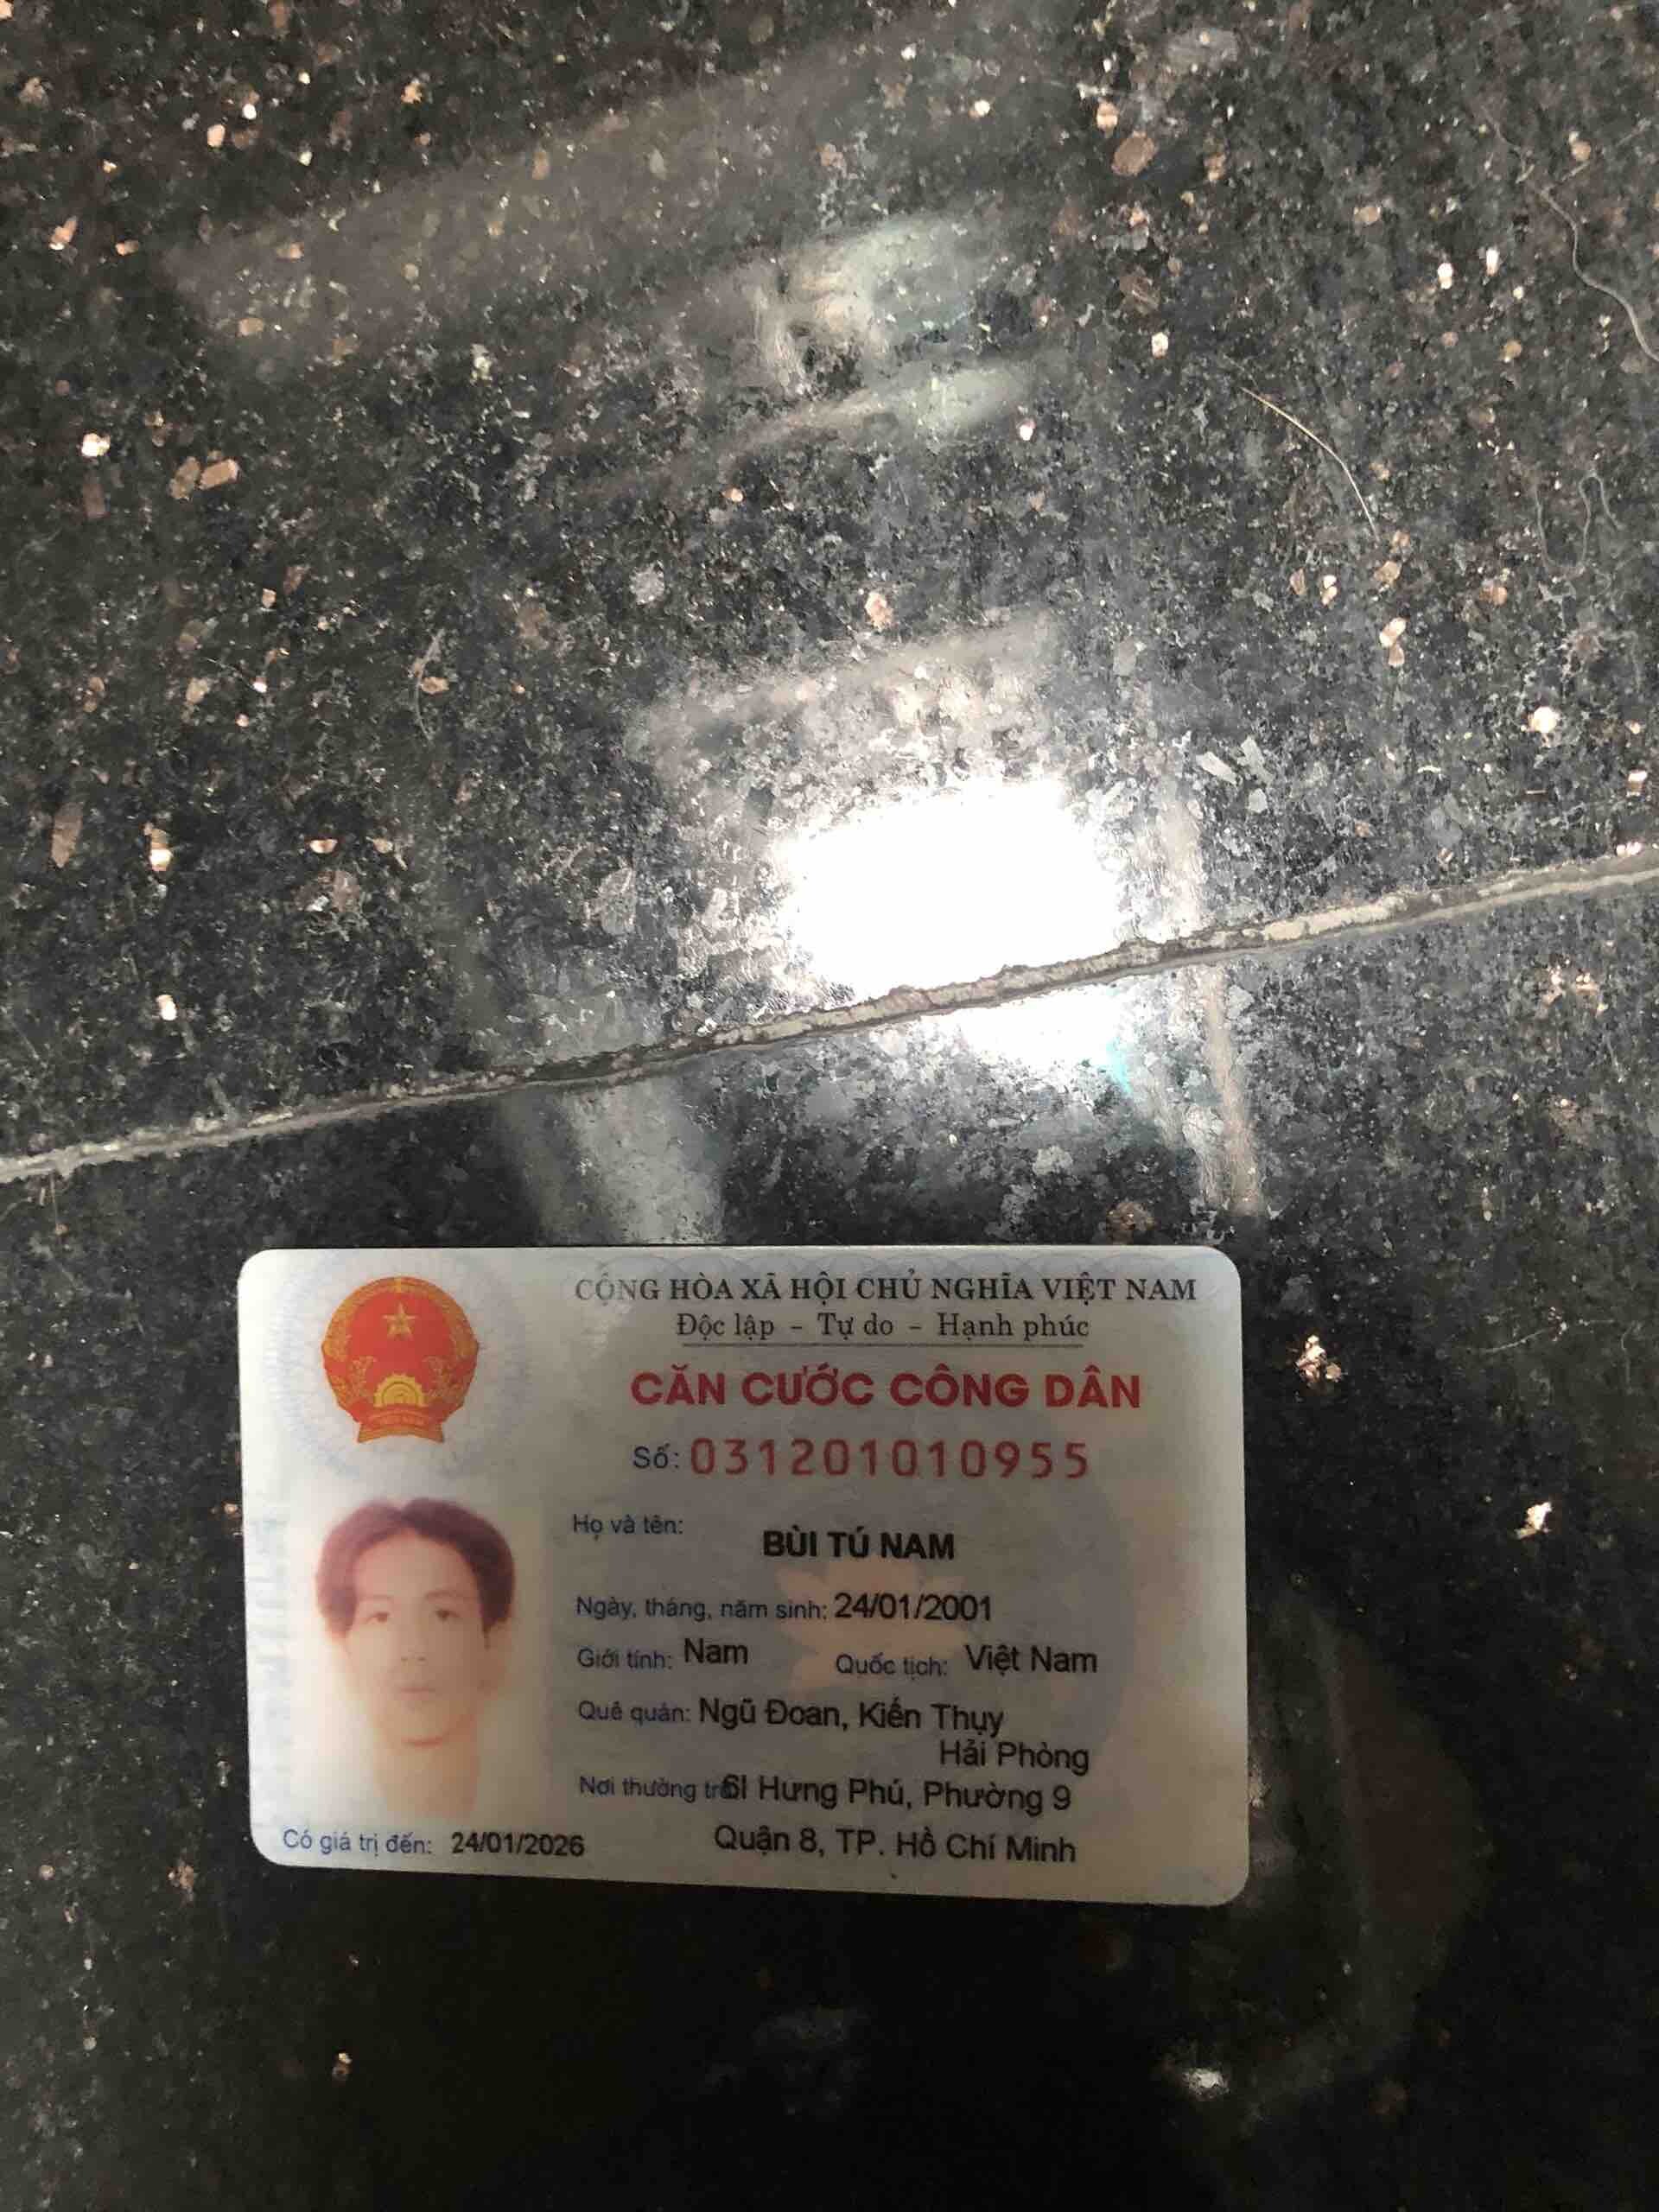 CỘNG HÒA XÃ HỘI CHỦ NGHĨA VIỆT NAM
Độc lập - Tự do - Hạnh phúc
CĂN CƯỚC CÔNG DÂN
Số: 031201010955
Họ và tên:
BÙI TÚ NAM
Ngày, tháng, năm sinh: 24/01/2001
Giới tính: Nam Quốc tịch: Việt Nam
Quê quán: Ngũ Đoan, Kiến Thụy
Hải Phòng
Nơi thường Hưng Phú, Phường 9
Quận 8, TP. Hồ Chí Minh
Có giá trị đến: 24/01/2026